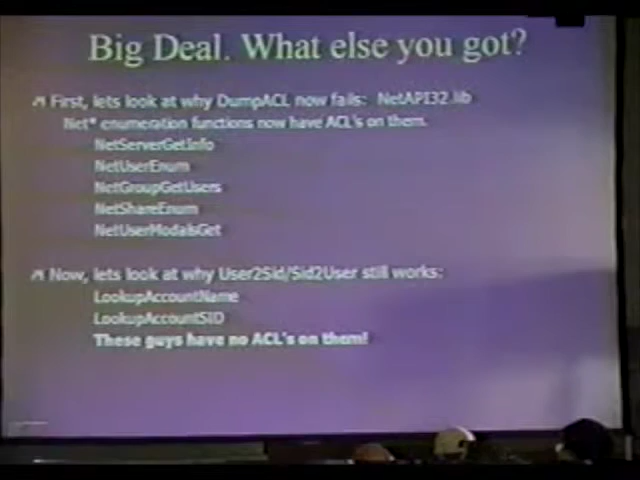 Big Deal. What else you got?
First, lets look at why DumpACL now fails: NetAPI32.lib
Net* enumeration functions now have ACL's on them.
NetServerGetInfo
NetUserEnum
NetGroupGetUsers
NetShareEnum
NetUserModalsGet
Now, lets look at why User2Sid/Sid2User still works:
LookupAccountName
LookupAccountSID
These guys have no ACL's on them!